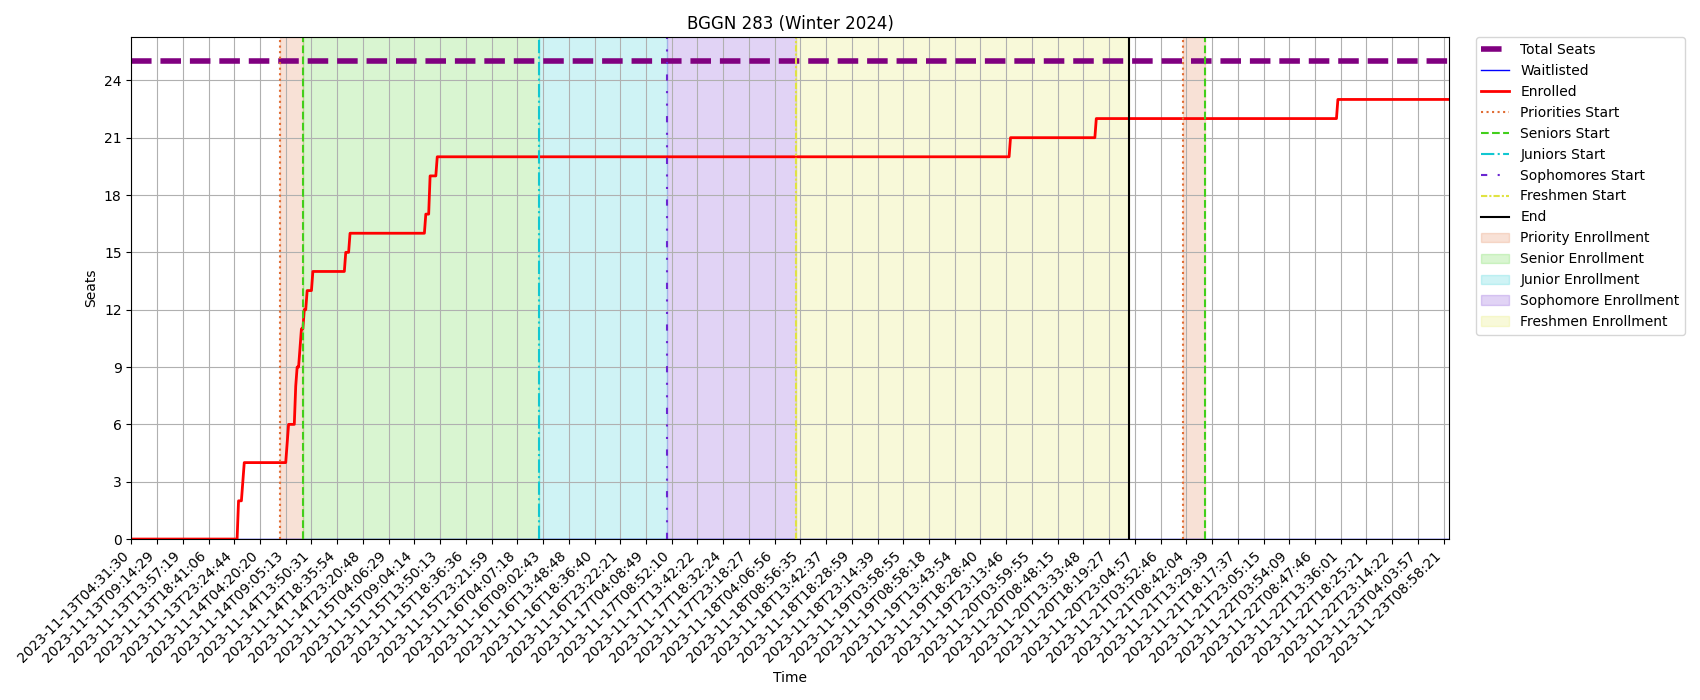 BGGN 283 (Winter 2024)
Seats
24
21
18
15
12
9
6
3
0
2023-11-13T04:31:30
2023-11-13T09:14:29
2023-11-13T13:57:19
2023-11-13T18:41:06
2023-11-13T23:24:44
2023-11-14T04:20:20
2023-11-14T09:05:13
2023-11-14T13:50:31
2023-11-14T18:35:54
2023-11-14T23:20:48
2023-11-15T04:06:29
2023-11-15T09:04:14
2023-11-15T13:50:13
2023-11-15T18:36:36
2023-11-15T23:21:59
2023-11-16T04:07:18
2023-11-16T09:02:43
2023-11-16T13:48:48
2023-11-16T18:36:40
2023-11-16T23:22:21
2023-11-17T04:08:49
2023-11-17T08:52:10
2023-11-17T13:42:22
2023-11-17T18:32:24
2023-11-17T23:18:27
2023-11-18T04:06:56
2023-11-18T08:56:35
2023-11-18T13:42:37
2023-11-18T18:28:59
2023-11-18T23:14:39
2023-11-19T03:58:55
2023-11-19T08:58:18
2023-11-19T13:43:54
2023-11-19T18:28:40
2023-11-19T23:13:46
2023-11-20T03:59:55
2023-11-20T08:48:15
2023-11-20T13:33:48
2023-11-20T18:19:27
2023-11-20T23:04:57
2023-11-21T03:52:46
2023-11-21T08:42:04
2023-11-21T13:29:39
2023-11-21T18:17:37
2023-11-21T23:05:15
2023-11-22T03:54:09
2023-11-22T08:47:46
2023-11-22T13:36:01
2023-11-22T18:25:21
2023-11-22T23:14:22
2023-11-23T04:03:57
2023-11-23T08:58:21
Time
Total Seats
Waitlisted
Enrolled
Priorities Start
Seniors Start
Juniors Start
Sophomores Start
Freshmen Start
End
Priority Enrollment
Senior Enrollment
Junior Enrollment
Sophomore Enrollment
Freshmen Enrollment